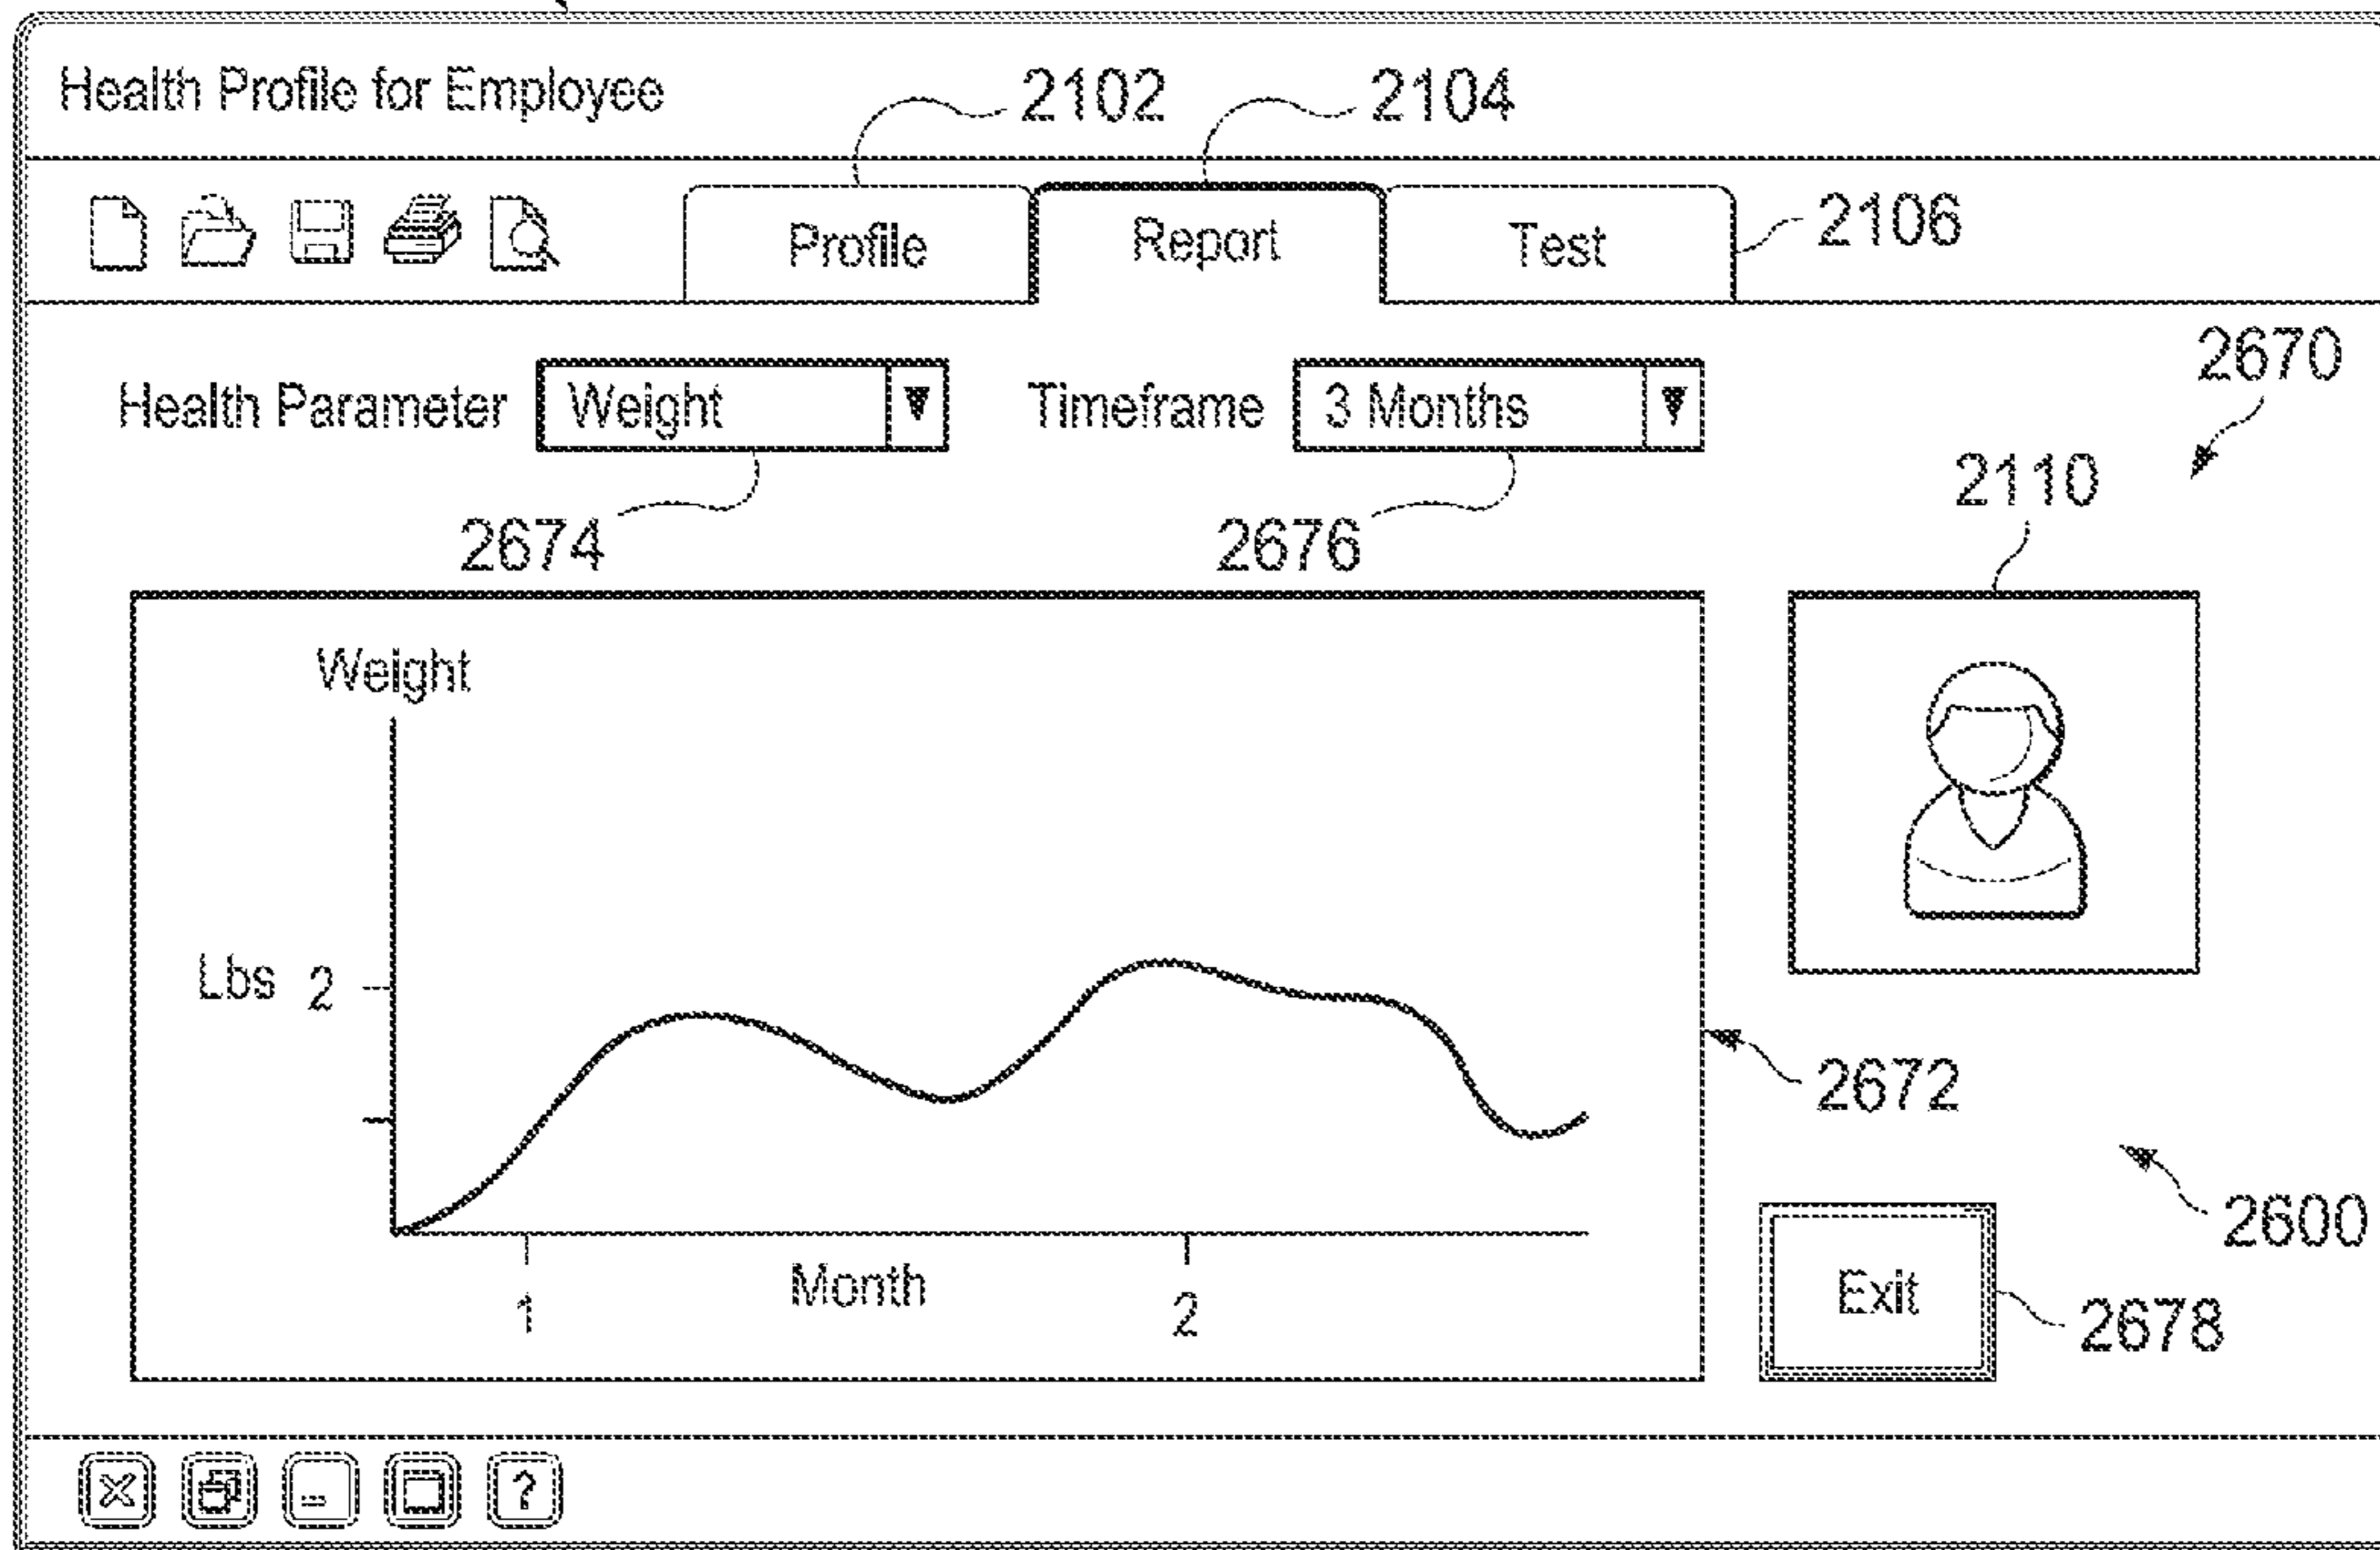 Health Profile for Employee
2102
2104
Profile
Report
Test
2106
2670
Health Parameter
Weight
Timeframe
3 Months
2110
2674
2676
Weight
Lbs 2
2672
2600
Month
1
2
Exit
2678
?